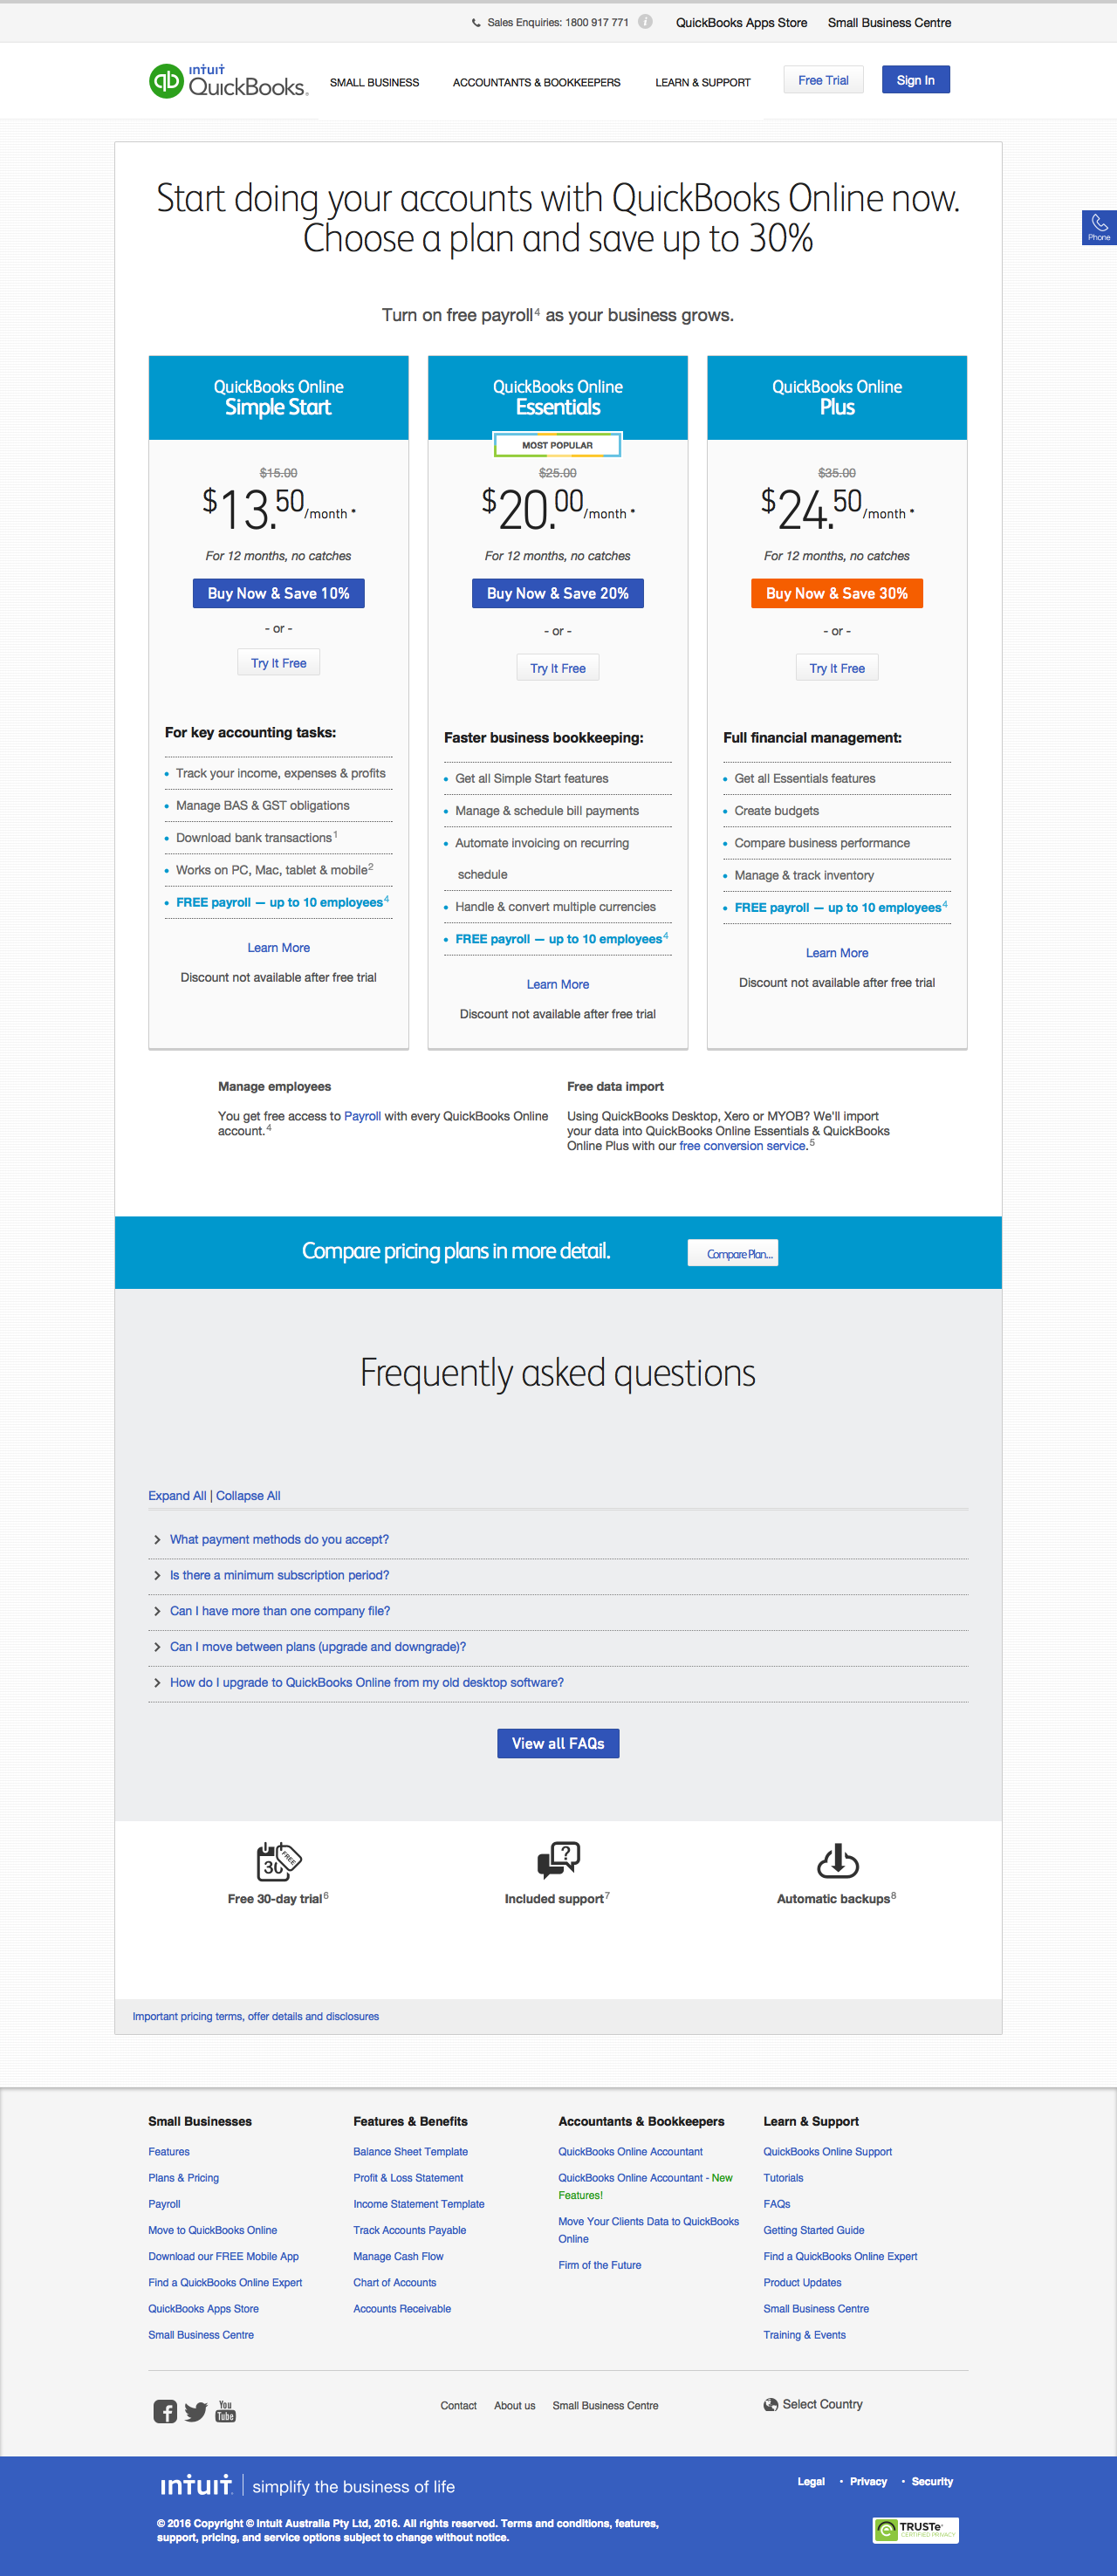 Sales Enquiries: 1800 917 771
QuickBooks Apps Store
Small Business Centre
intuit
qb QuickBooks.
SMALL BUSINESS
ACCOUNTANTS & BOOKKEEPERS
LEARN & SUPPORT
Free Trial
Sign In
Phone
Start doing your accounts with QuickBooks Online now.
Choose a plan and save up to 30%
Turn on free payroll4 as your business grows.
QuickBooks Online
Simple Start
$15.00
$13.50/month *
For 12 months, no catches
Buy Now & Save 10%
- or -
Try It Free
For key accounting tasks:
• Track your income, expenses & profits
• Manage BAS & GST obligations
• Download bank transactions1
• Works on PC, Mac, tablet & mobile2
• FREE payroll — up to 10 employees4
Learn More
Discount not available after free trial
QuickBooks Online
Essentials
MOST POPULAR
$25.00
$20.00/month *
For 12 months, no catches
Buy Now & Save 20%
- or -
Try It Free
Faster business bookkeeping:
• Get all Simple Start features
• Manage & schedule bill payments
• Automate invoicing on recurring
schedule
• Handle & convert multiple currencies
• FREE payroll — up to 10 employees4
Learn More
Discount not available after free trial
QuickBooks Online
Plus
$35.00
$24.50/month *
For 12 months, no catches
Buy Now & Save 30%
- or -
Try It Free
Full financial management:
• Get all Essentials features
• Create budgets
• Compare business performance
• Manage & track inventory
• FREE payroll — up to 10 employees4
Learn More
Discount not available after free trial
Manage employees
You get free access to Payroll with every QuickBooks Online
account.4
Free data import
Using QuickBooks Desktop, Xero or MYOB? We'll import
your data into QuickBooks Online Essentials & QuickBooks
Online Plus with our free conversion service.5
Compare pricing plans in more detail.
Compare Plan...
Frequently asked questions
Expand All | Collapse All
What payment methods do you accept?
Is there a minimum subscription period?
Can I have more than one company file?
Can I move between plans (upgrade and downgrade)?
How do I upgrade to QuickBooks Online from my old desktop software?
View all FAQs
30 FREE
Free 30-day trial6
?
Included support7
Automatic backups8
Important pricing terms, offer details and disclosures
Small Businesses
Features
Plans & Pricing
Payroll
Move to QuickBooks Online
Download our FREE Mobile App
Find a QuickBooks Online Expert
QuickBooks Apps Store
Small Business Centre
Features & Benefits
Balance Sheet Template
Profit & Loss Statement
Income Statement Template
Track Accounts Payable
Manage Cash Flow
Chart of Accounts
Accounts Receivable
Accountants & Bookkeepers
QuickBooks Online Accountant
QuickBooks Online Accountant - New
Features!
Move Your Clients Data to QuickBooks
Online
Firm of the Future
Learn & Support
QuickBooks Online Support
Tutorials
FAQs
Getting Started Guide
Find a QuickBooks Online Expert
Product Updates
Small Business Centre
Training & Events
You
Tube
Contact
About us
Small Business Centre
Select Country
intuit. simplify the business of life
Legal • Privacy • Security
© 2016 Copyright © Intuit Australia Pty Ltd, 2016. All rights reserved. Terms and conditions, features,
support, pricing, and service options subject to change without notice.
TRUSTe
CERTIFIED PRIVACY